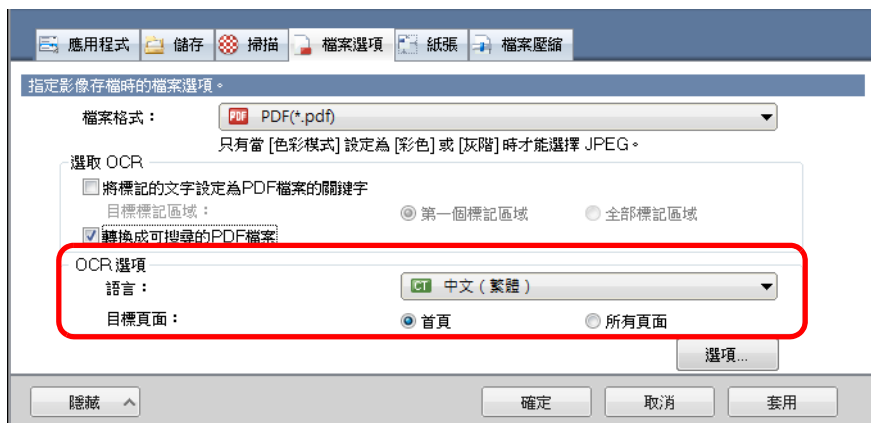 應用程式 儲存 掃描 檔案選項 紙張 檔案壓縮
指定影像存檔時的檔案選項。
檔案格式： PDF PDF(*.pdf)
只有當 [色彩模式] 設定為 [彩色] 或 [灰階] 時才能選擇 JPEG。
選取 OCR
將標記的文字設定為PDF檔案的關鍵字
目標標記區域： 第一個標記區域 全部標記區域
轉換成可搜尋的PDF檔案
OCR 選項
語言： CT 中文 ( 繁體 )
目標頁面： 首頁 所有頁面
選項...
隱藏 確定 取消 套用